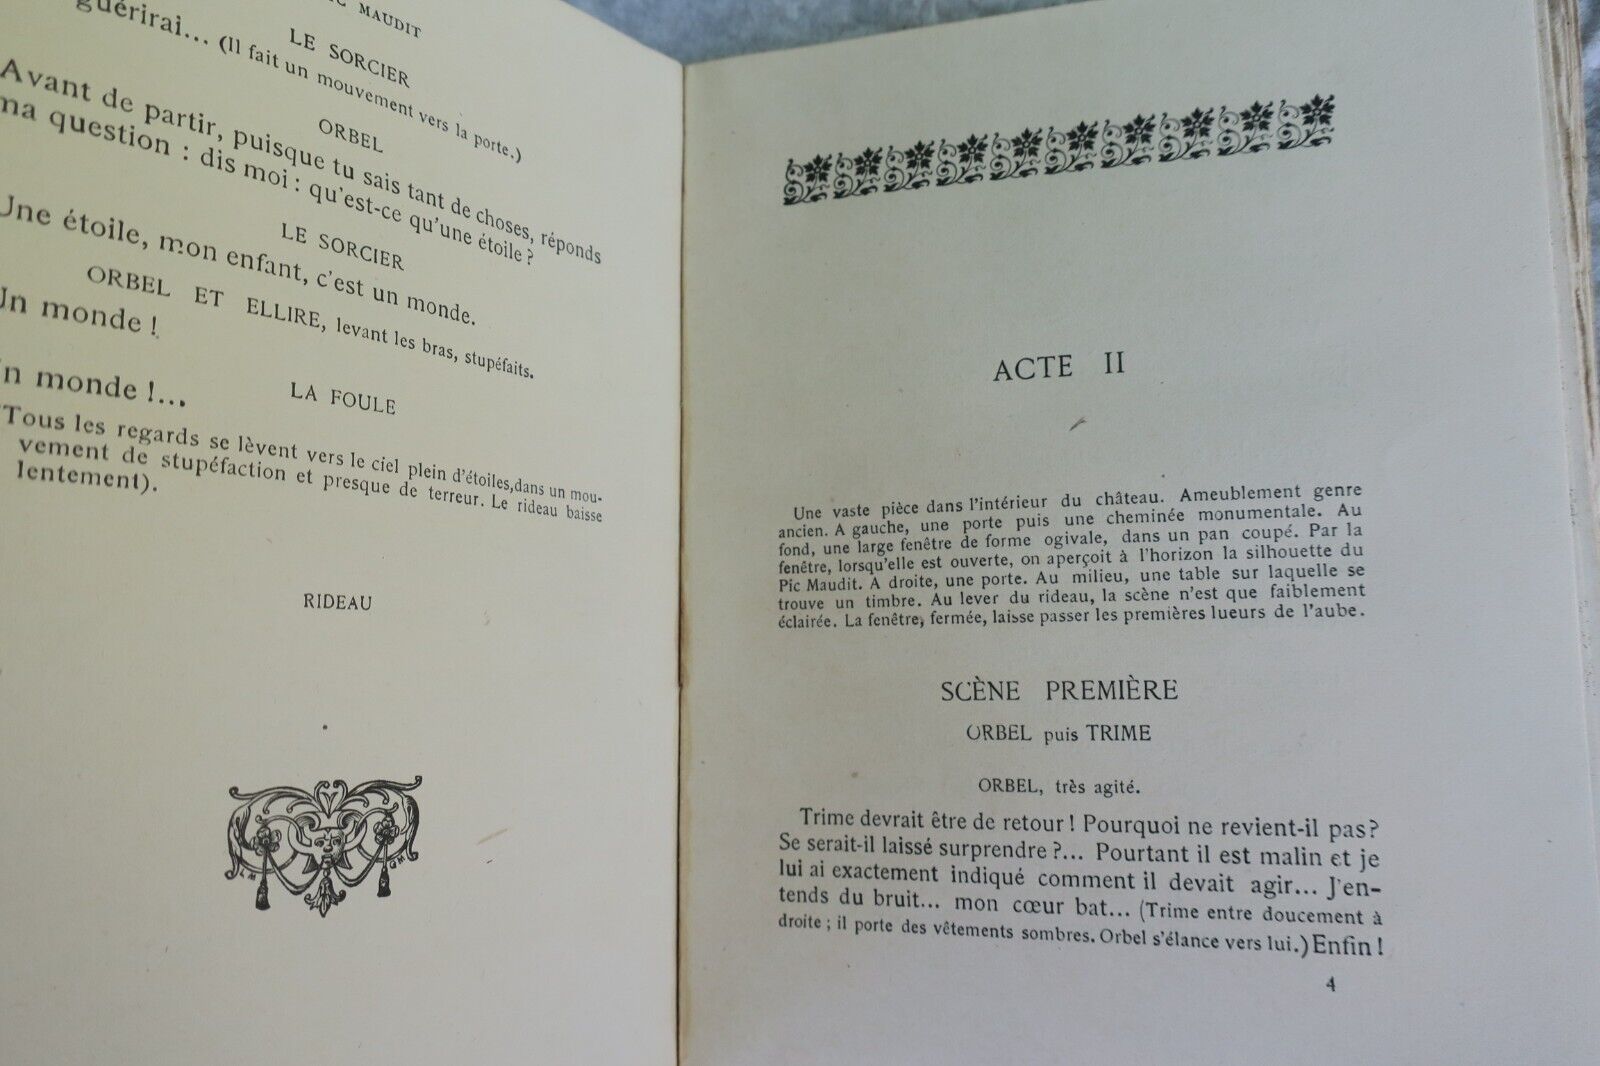 MAUDIT
guérirai... (Il fait un mouvement vers la porte.)
LE SORCIER
ORBEL
Avant de partir, puisque tu sais tant de choses, réponds
ma question : dis moi : qu'est-ce qu'une étoile ?
LE SORCIER
Une étoile, mon enfant, c'est un monde.
ORBEL ET ELLIRE, levant les bras, stupéfaits.
Un monde !
LA FOULE
Un monde !...
(Tous les regards se lèvent vers le ciel plein d'étoiles,dans un mou-
vement de stupéfaction et presque de terreur. Le rideau baisse
lentement).
RIDEAU
LM
GM
ACTE II
Une vaste pièce dans l'intérieur du château. Ameublement genre
ancien. A gauche, une porte puis une cheminée monumentale. Au
fond, une large fenêtre de forme ogivale, dans un pan coupé. Par la
fenêtre, lorsqu'elle est ouverte, on aperçoit à l'horizon la silhouette du
Pic Maudit. A droite, une porte. Au milieu, une table sur laquelle se
trouve un timbre. Au lever du rideau, la scène n'est que faiblement
éclairée. La fenêtre, fermée, laisse passer les premières lueurs de l'aube.
SCÈNE PREMIÈRE
ORBEL puis TRIME
ORBEL, très agité.
Trime devrait être de retour ! Pourquoi ne revient-il pas ?
Se serait-il laissé surprendre ?... Pourtant il est malin et je
lui ai exactement indiqué comment il devait agir... J'en-
tends du bruit... mon cœur bat... (Trime entre doucement à
droite ; il porte des vêtements sombres. Orbel s'élance vers lui.) Enfin !
4